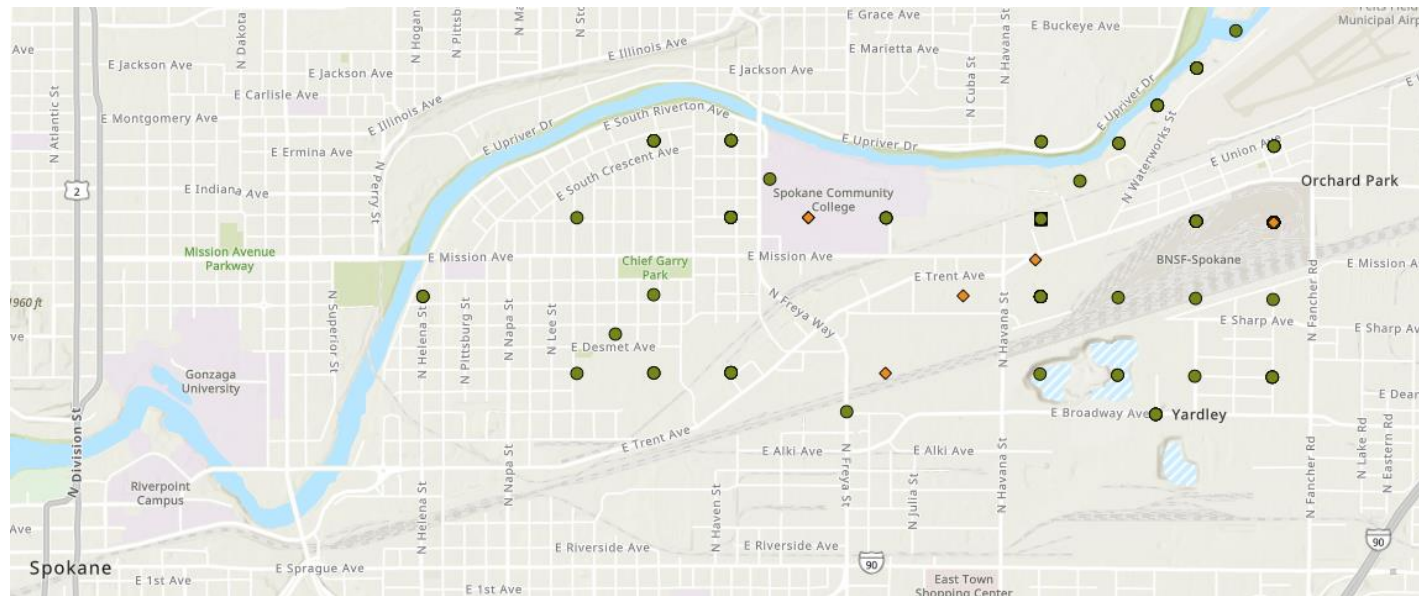 E Grace Ave
Municipal Airp
N Dakota
N Hogan
N Pittsb
N Ma
N Sto
N Havana St
E Buckeye Ave
Ave
E Jackson Ave
E Illinois Ave
E Marietta Ave
E Jackson Ave
E Jackson Ave
N Cuba St
N Atlantic St
E Carlisle Ave
E Illinois Ave
E South Riverton Ave
E Upriver Dr
E Montgomery Ave
E Upriver Dr
E Upriver Dr
N Waterworks St
E Union Ave
E Ermina Ave
E South Crescent Ave
N Perry St
2
E Indiana Ave
Spokane Community
College
Orchard Park
Mission Avenue
Parkway
E Mission Ave
Chief Garry
Park
E Mission Ave
E Trent Ave
BNSF-Spokane
E Mission A
1960 ft
N Superior St
N Helena St
N Pittsburg St
N Napa St
N Lee St
N Freya Way
N Havana St
N Fancher Rd
E Sharp Ave
E Sharp Av
ve
E Desmet Ave
Gonzaga
University
E Dear
N Division St
E Broadway Ave
Yardley
E Trent Ave
E Alki Ave
E Alki Ave
Riverpoint
Campus
N Helena St
N Napa St
N Haven St
N Freya St
N Julia St
N Havana St
N Fancher Rd
N Lake Rd
N Eastern Rd
Ave
E Riverside Ave
E Riverside Ave
90
90
Spokane
E Sprague Ave
E 1st Ave
E 1st Ave
East Town
Shopping Center